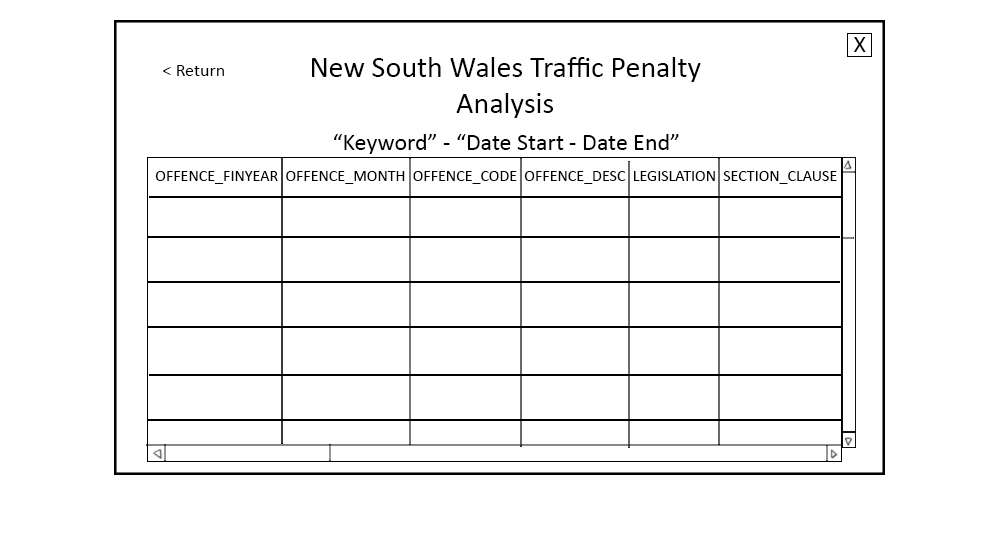 X
< Return
New South Wales Traffic Penalty
Analysis
“Keyword” - “Date Start - Date End”
OFFENCE_FINYEAR OFFENCE_MONTH OFFENCE_CODE OFFENCE_DESC LEGISLATION SECTION_CLAUSE